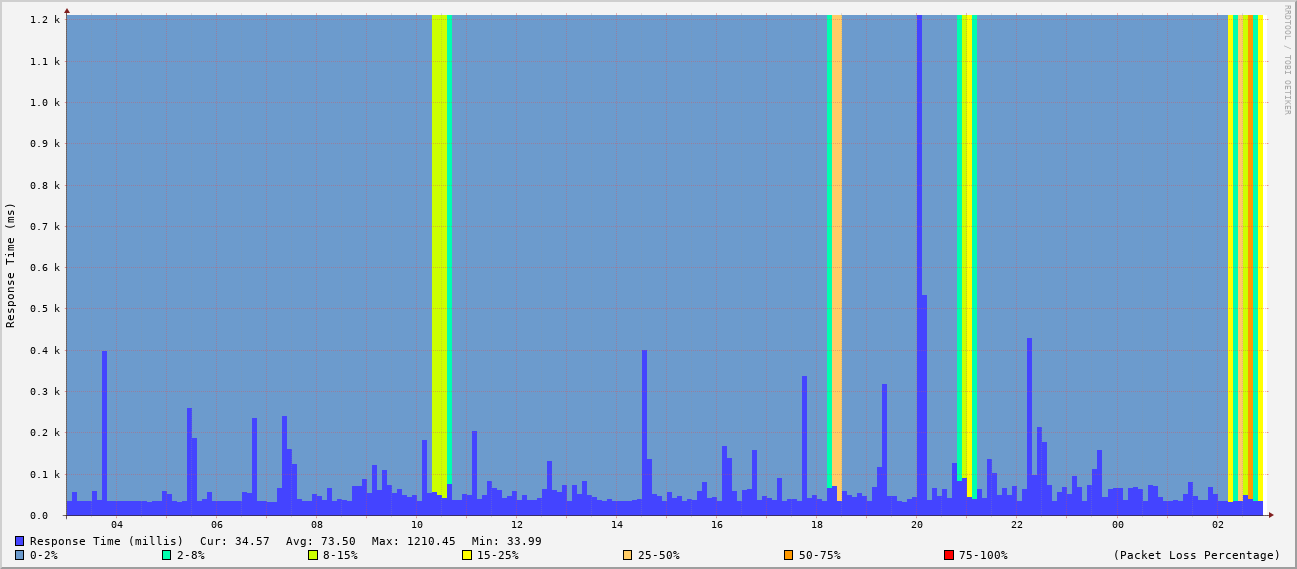 RRDTOOL / TOBI OETIKER
Response Time (ms)
1.2 k
1.1 k
1.0 k
0.9 k
0.8 k
0.7 k
0.6 k
0.5 k
0.4 k
0.3 k
0.2 k
0.1 k
0.0
04 06 08 10 12 14 16 18 20 22 00 02
Response Time (millis) Cur: 34.57 Avg: 73.50 Max: 1210.45 Min: 33.99
0-2% 2-8% 8-15% 15-25% 25-50% 50-75% 75-100% (Packet Loss Percentage)